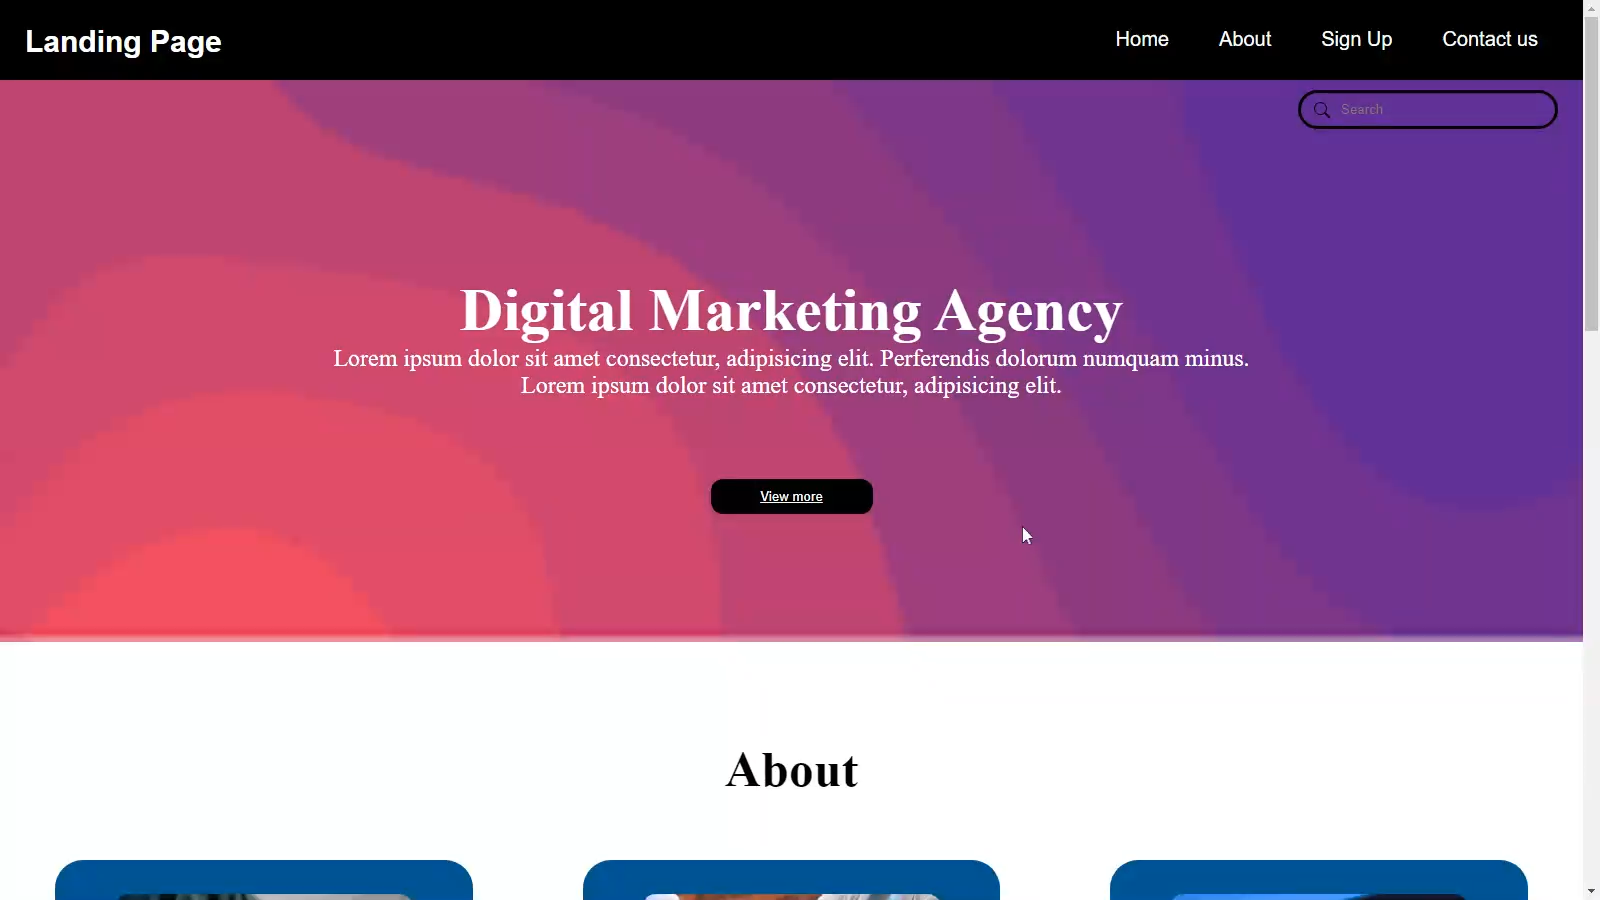 Landing Page
Home
About
Sign Up
Contact us
Search
Digital Marketing Agency
Lorem ipsum dolor sit amet consectetur, adipisicing elit. Perferendis dolorum numquam minus.
Lorem ipsum dolor sit amet consectetur, adipisicing elit.
View more
About